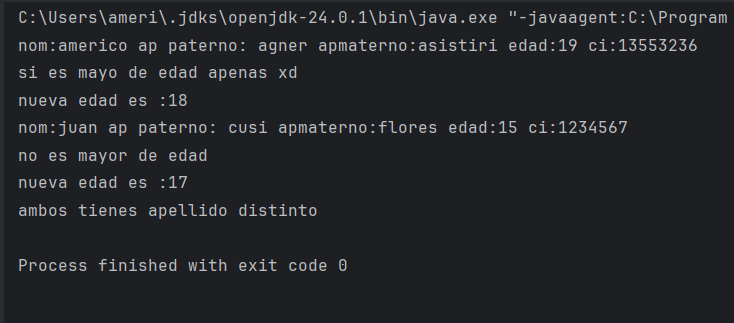 C:\Users\ameri\.jdks\openjdk-24.0.1\bin\java.exe "-javaagent:C:\Program
nom:americo ap paterno: agner apmaterno:asistiri edad:19 ci:13553236
si es mayo de edad apenas xd
nueva edad es :18
nom:juan ap paterno: cusi apmaterno:flores edad:15 ci:1234567
no es mayor de edad
nueva edad es :17
ambos tienes apellido distinto
Process finished with exit code 0